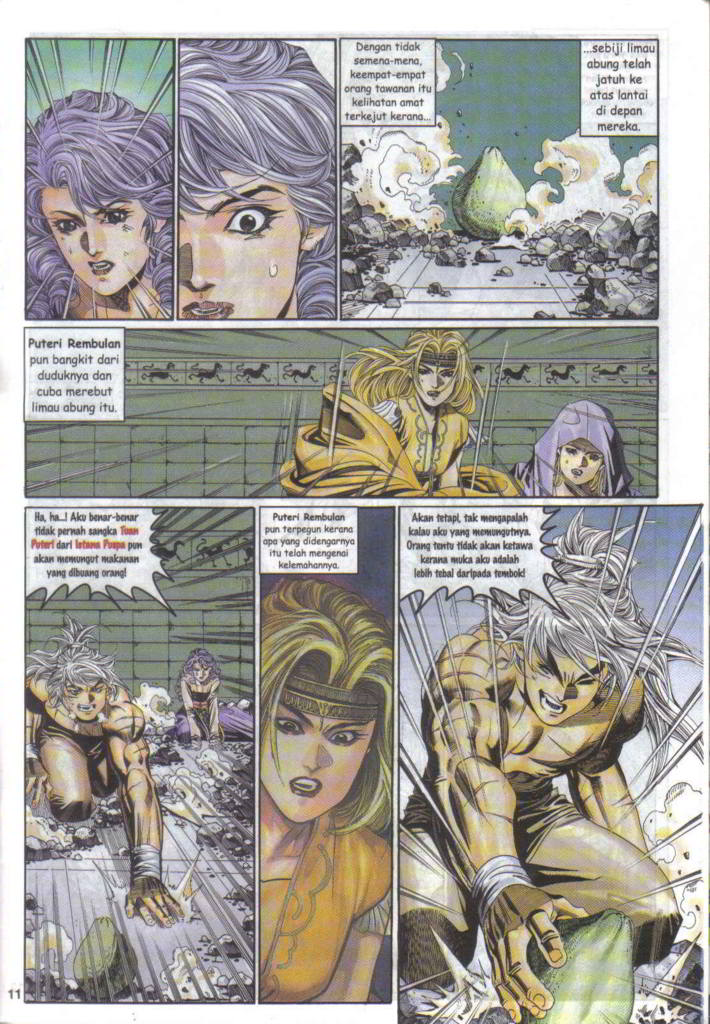 Dengan tidak
semena-mena,
keempat-empat
orang tawanan itu
kelihatan amat
terkejut kerana...
...sebiji limau
abung telah
jatuh ke
atas lantai
di depan
mereka.
Puteri Rembulan
pun bangkit dari
duduknya dan
cuba merebut
limau abung itu.
Ha, ha...! Aku benar-benar
tidak pernah sangka Tuan
Puteri dari Istana Puspa pun
akan memungut makanan
yang dibuang orang!
Puteri Rembulan
pun terpegun kerana
apa yang didengarnya
itu telah mengenai
kelemahannya.
Akan tetapi, tak mengapalah
kalau aku yang memungutnya.
Orang tentu tidak akan ketawa
kerana muka aku adalah
lebih tebal daripada tembok!
11